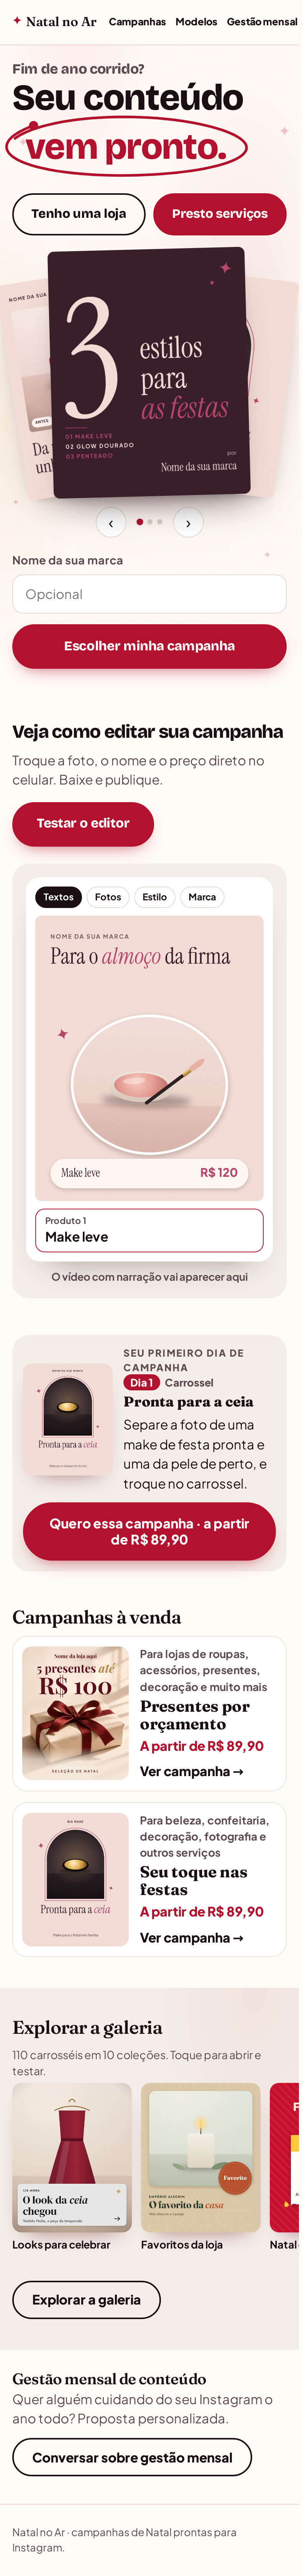 Natal no Ar Campanhas Modelos Gestão mensal
Fim de ano corrido?
Seu conteúdo
vem pronto.
Tenho uma loja Presto serviços
NOME DA SUA
ANTES
3 estilos
para
as festas
01 MAKE LEVE
02 GLOW DOURADO
03 PENTEADO
por
Nome da sua marca
‹ ›
Nome da sua marca
Opcional
Escolher minha campanha
Veja como editar sua campanha
Troque a foto, o nome e o preço direto no
celular. Baixe e publique.
Testar o editor
Textos Fotos Estilo Marca
NOME DA SUA MARCA
Para o almoço da firma
Make leve R$ 120
Produto 1
Make leve
O vídeo com narração vai aparecer aqui
SEU PRIMEIRO DIA DE
CAMPANHA
Dia 1 Carrossel
Pronta para a ceia
Separe a foto de uma
make de festa pronta e
uma da pele de perto, e
troque no carrossel.
Pronta para a ceia
Quero essa campanha · a partir
de R$ 89,90
Campanhas à venda
Nome da loja aqui
5 presentes até
R$ 100
SELEÇÃO DE NATAL
Para lojas de roupas,
acessórios, presentes,
decoração e muito mais
Presentes por
orçamento
A partir de R$ 89,90
Ver campanha →
Pronta para a ceia
Para beleza, confeitaria,
decoração, fotografia e
outros serviços
Seu toque nas
festas
A partir de R$ 89,90
Ver campanha →
Explorar a galeria
110 carrosséis em 10 coleções. Toque para abrir e
testar.
O look da ceia
chegou
→
Looks para celebrar
Favorito
EMPÓRIO ALECRIM
O favorito da casa
Favoritos da loja
Natal
Explorar a galeria
Gestão mensal de conteúdo
Quer alguém cuidando do seu Instagram o
ano todo? Proposta personalizada.
Conversar sobre gestão mensal
Natal no Ar · campanhas de Natal prontas para
Instagram.